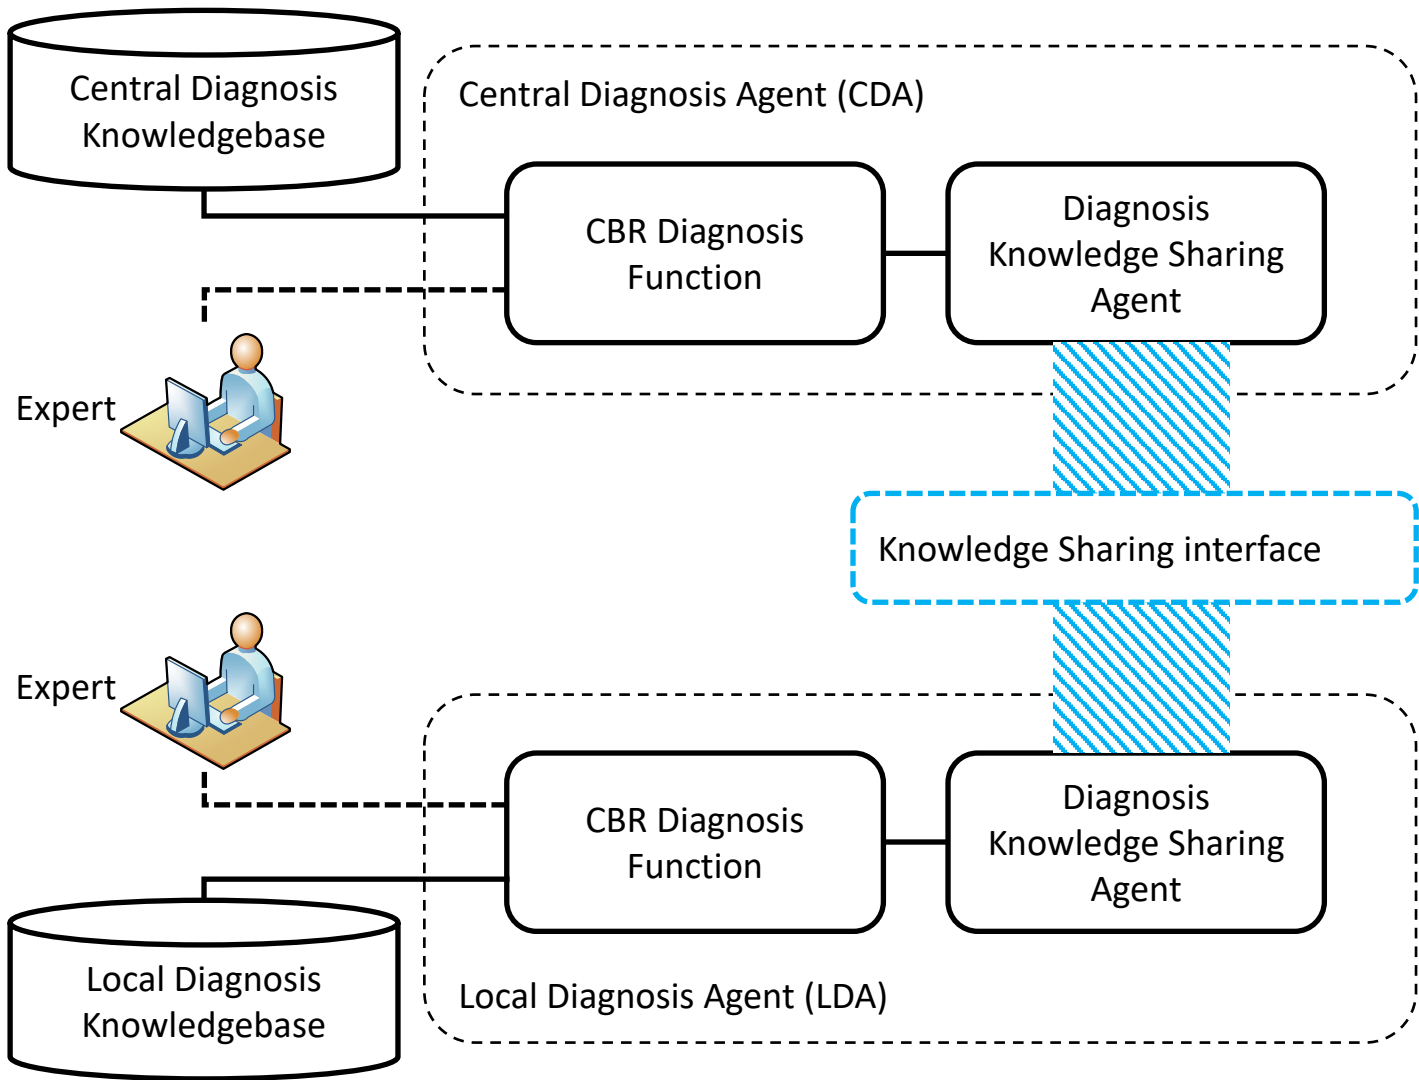 Central Diagnosis
Knowledgebase
Central Diagnosis Agent (CDA)
CBR Diagnosis
Function
Diagnosis
Knowledge Sharing
Agent
Expert
Knowledge Sharing interface
Expert
CBR Diagnosis
Function
Diagnosis
Knowledge Sharing
Agent
Local Diagnosis
Knowledgebase
Local Diagnosis Agent (LDA)